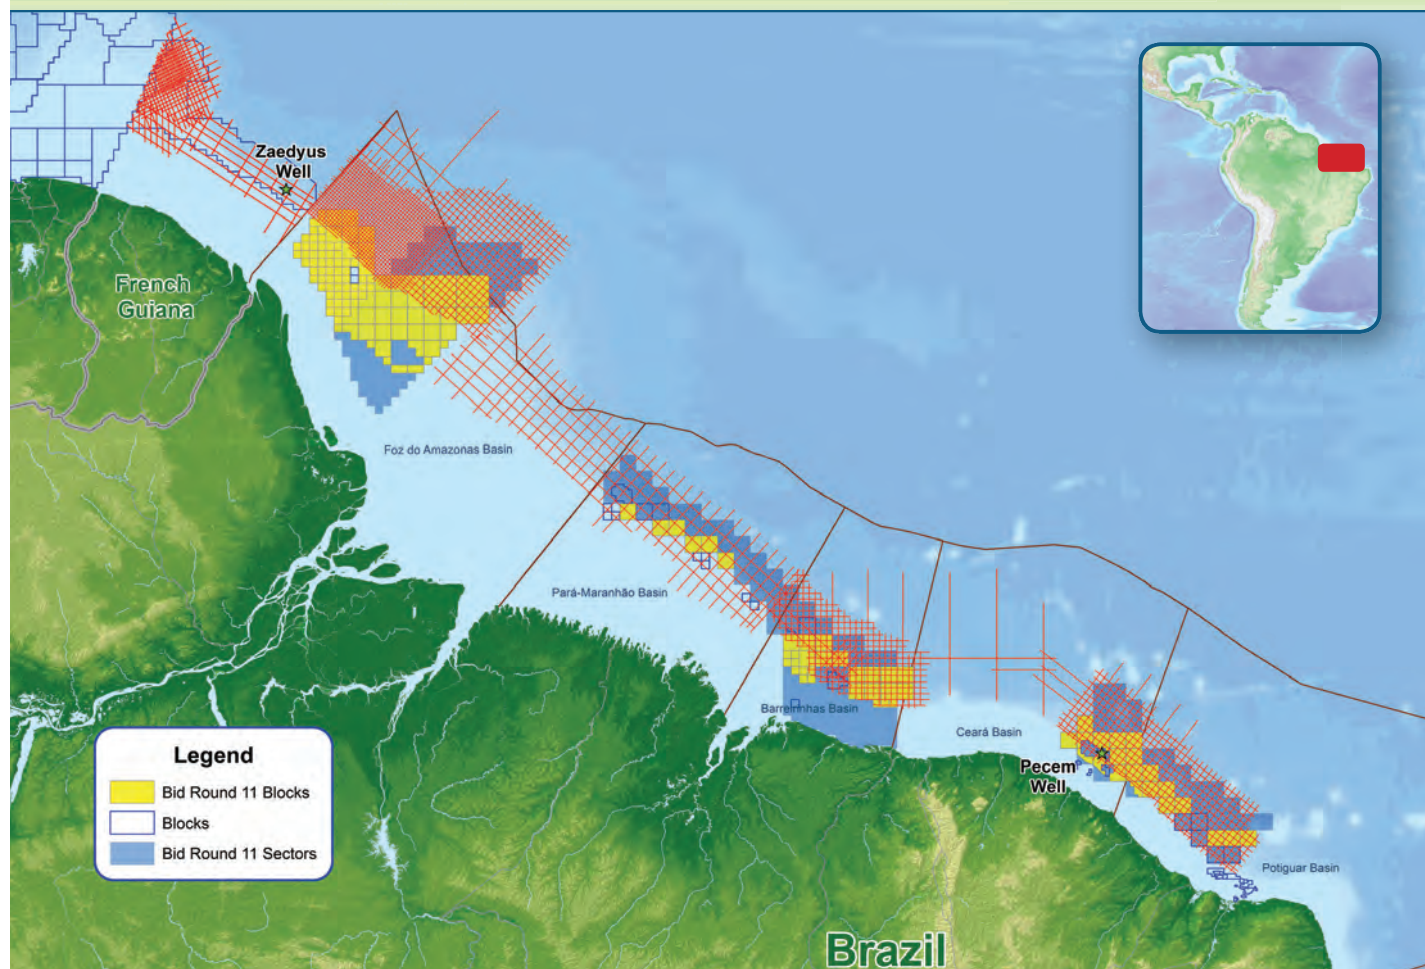 Zaedyus
Well
French
Guiana
Foz do Amazonas Basin
Pará-Maranhão Basin
Barreirinhas Basin
Ceará Basin
Pecem
Well
Potiguar Basin
Brazil
Legend
Bid Round 11 Blocks
Blocks
Bid Round 11 Sectors